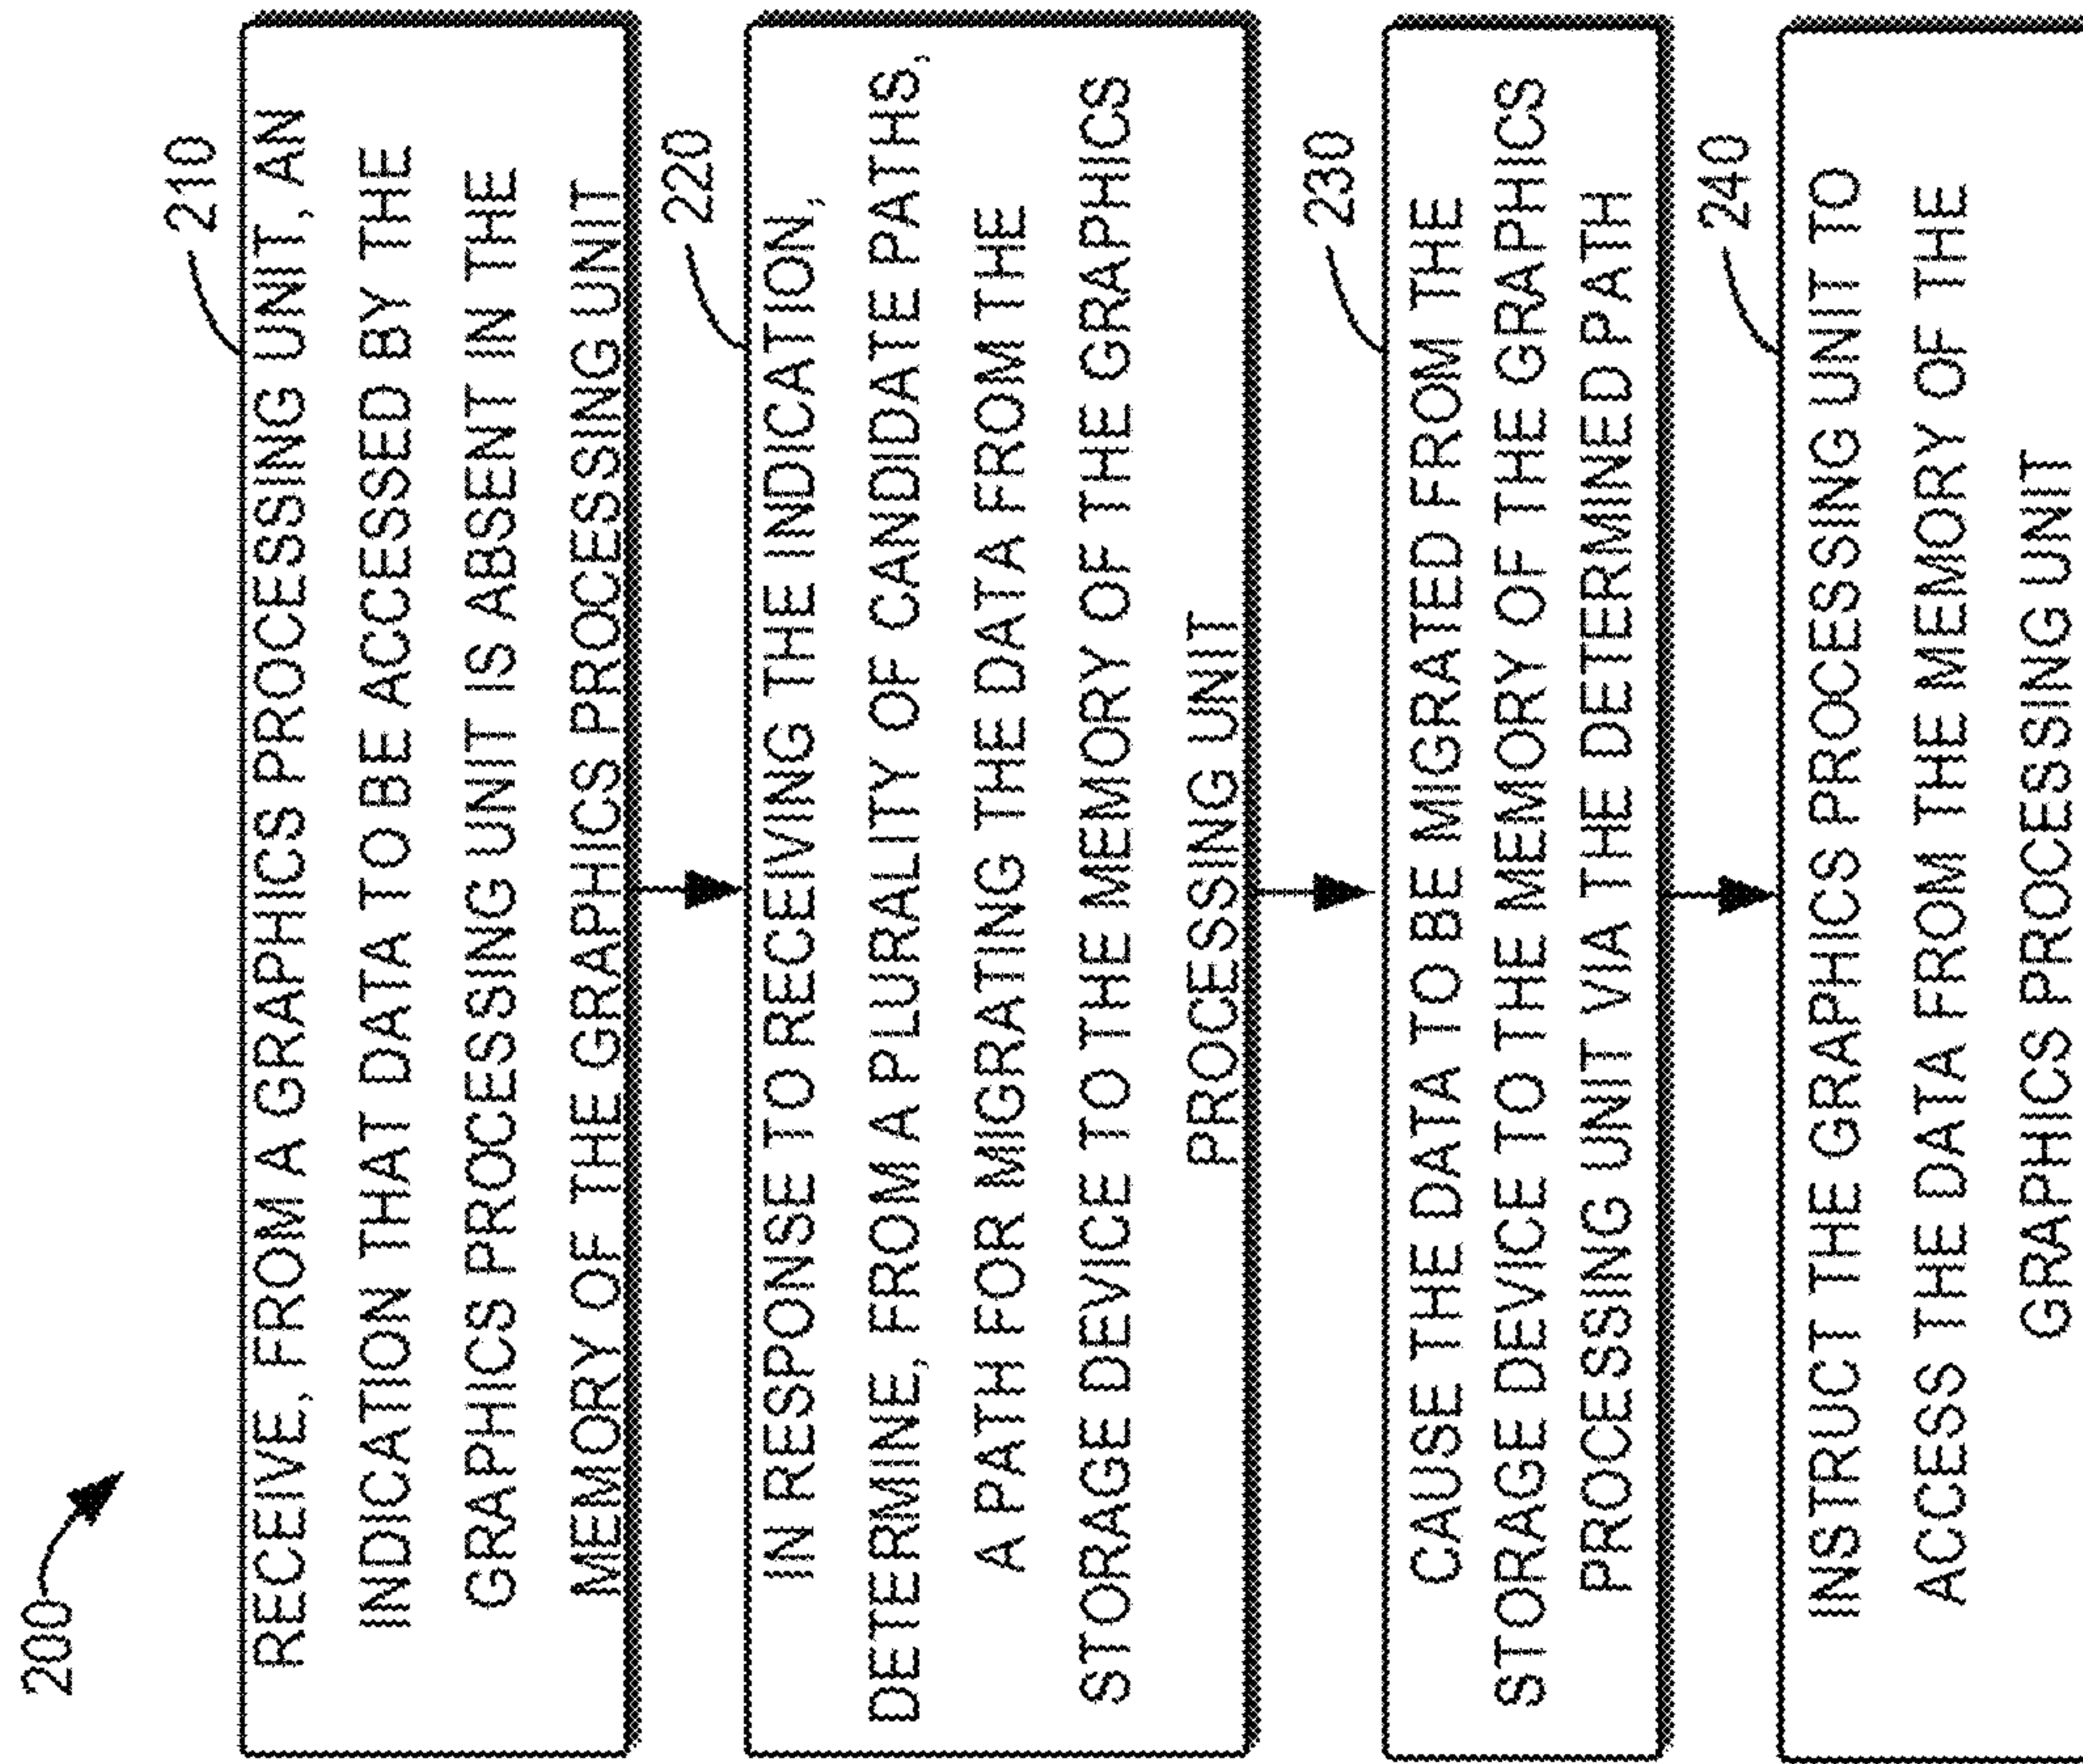 200
210
RECEIVE, FROM A GRAPHICS PROCESSING UNIT, AN
INDICATION THAT DATA TO BE ACCESSED BY THE
GRAPHICS PROCESSING UNIT IS ABSENT IN THE
MEMORY OF THE GRAPHICS PROCESSING UNIT
220
IN RESPONSE TO RECEIVING THE INDICATION,
DETERMINE, FROM A PLURALITY OF CANDIDATE PATHS,
A PATH FOR MIGRATING THE DATA FROM THE
STORAGE DEVICE TO THE MEMORY OF THE GRAPHICS
PROCESSING UNIT
230
CAUSE THE DATA TO BE MIGRATED FROM THE
STORAGE DEVICE TO THE MEMORY OF THE GRAPHICS
PROCESSING UNIT VIA THE DETERMINED PATH
240
INSTRUCT THE GRAPHICS PROCESSING UNIT TO
ACCESS THE DATA FROM THE MEMORY OF THE
GRAPHICS PROCESSING UNIT